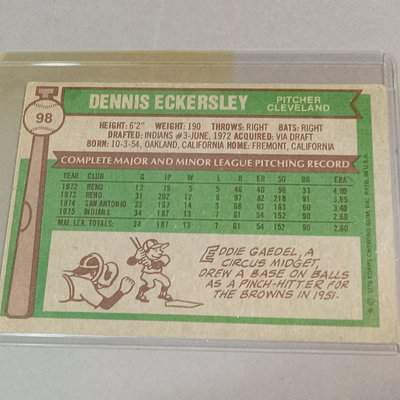 98
DENNIS ECKERSLEY
PITCHER
CLEVELAND
HEIGHT: 6'2" WEIGHT: 190 THROWS: RIGHT BATS: RIGHT
DRAFTED: INDIANS #3-JUNE, 1972 ACQUIRED: VIA DRAFT
BORN: 10-3-54, OAKLAND, CALIFORNIA HOME: FREMONT, CALIFORNIA
COMPLETE MAJOR AND MINOR LEAGUE PITCHING RECORD
YEAR CLUB G IP W L R ER SO BB ERA
1972 RENO 12 75 5 5 46 40 56 33 4.80
1973 RENO 31 202 12 8 97 82 218 91 3.65
1974 SAN ANTONIO 23 167 14 3 66 63 163 60 3.40
1975 INDIANS 34 187 13 7 61 54 152 90 2.60
MAJ. LEA. TOTALS 34 187 13 7 61 54 152 90 2.60
EDDIE GAEDEL, A
CIRCUS MIDGET,
DREW A BASE ON BALLS
AS A PINCH-HITTER FOR
THE BROWNS IN 1951.